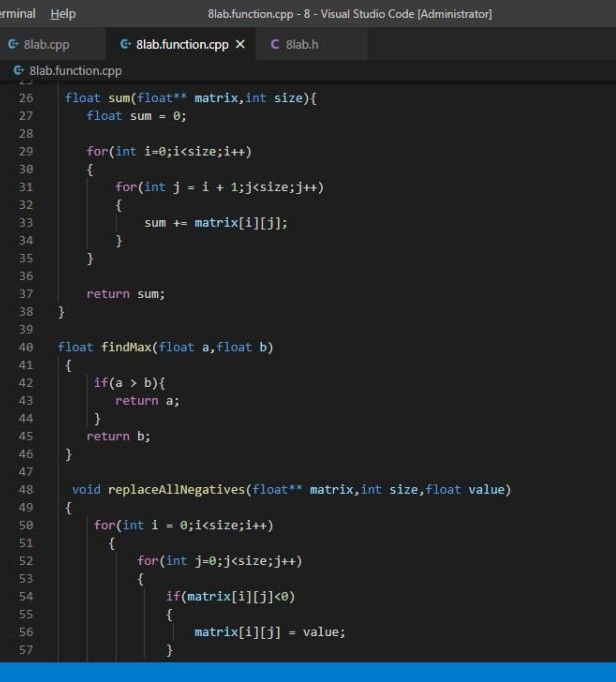 erminal Help 8lab.function.cpp - 8 - Visual Studio Code [Administrator]
8lab.cpp 8lab.function.cpp × C 8lab.h
8lab.function.cpp
26 float sum(float** matrix,int size){
27 float sum = 0;
28
29 for(int i=0;i<size;i++)
30 {
31 for(int j = i + 1;j<size;j++)
32 {
33 sum += matrix[i][j];
34 }
35 }
36
37 return sum;
38 }
39
40 float findMax(float a,float b)
41 {
42 if(a > b){
43 return a;
44 }
45 return b;
46 }
47
48 void replaceAllNegatives(float** matrix,int size,float value)
49 {
50 for(int i = 0;i<size;i++)
51 {
52 for(int j=0;j<size;j++)
53 {
54 if(matrix[i][j]<0)
55 {
56 matrix[i][j] = value;
57 }